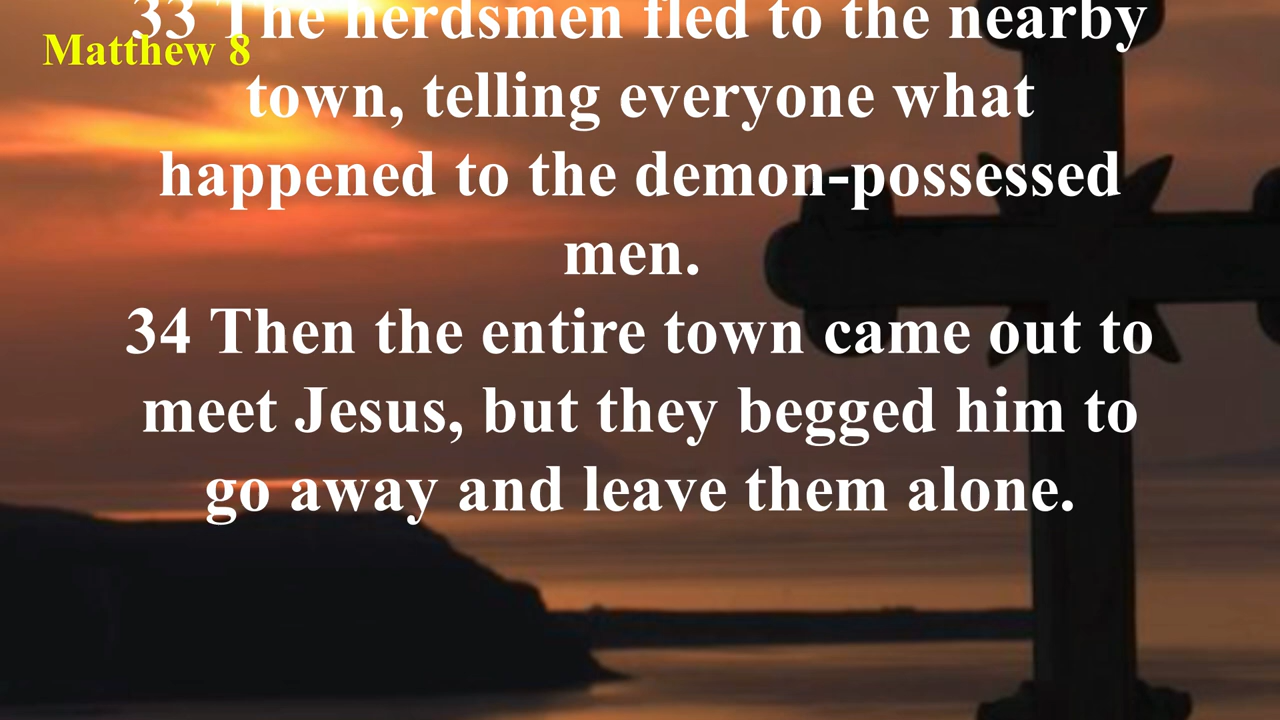 Matthew 8
33 The herdsmen fled to the nearby
town, telling everyone what
happened to the demon-possessed
men.
34 Then the entire town came out to
meet Jesus, but they begged him to
go away and leave them alone.